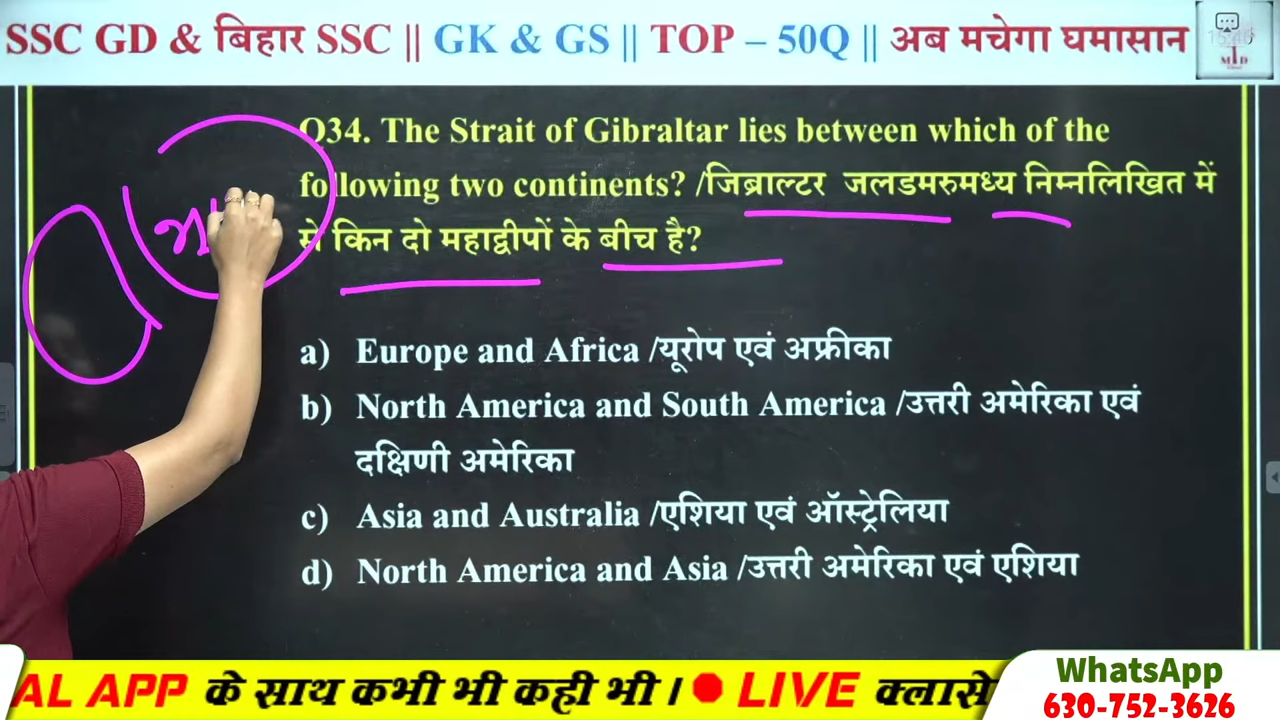 SSC GD & बिहार SSC || GK & GS || TOP – 50Q || अब मचेगा घमासान
Q34. The Strait of Gibraltar lies between which of the
following two continents? /जिब्राल्टर जलडमरुमध्य निम्नलिखित में
से किन दो महाद्वीपों के बीच है?
a) Europe and Africa /यूरोप एवं अफ्रीका
b) North America and South America /उत्तरी अमेरिका एवं
दक्षिणी अमेरिका
c) Asia and Australia /एशिया एवं ऑस्ट्रेलिया
d) North America and Asia /उत्तरी अमेरिका एवं एशिया
AL APP के साथ कभी भी कही भी । LIVE क्लासे
WhatsApp
630-752-3626